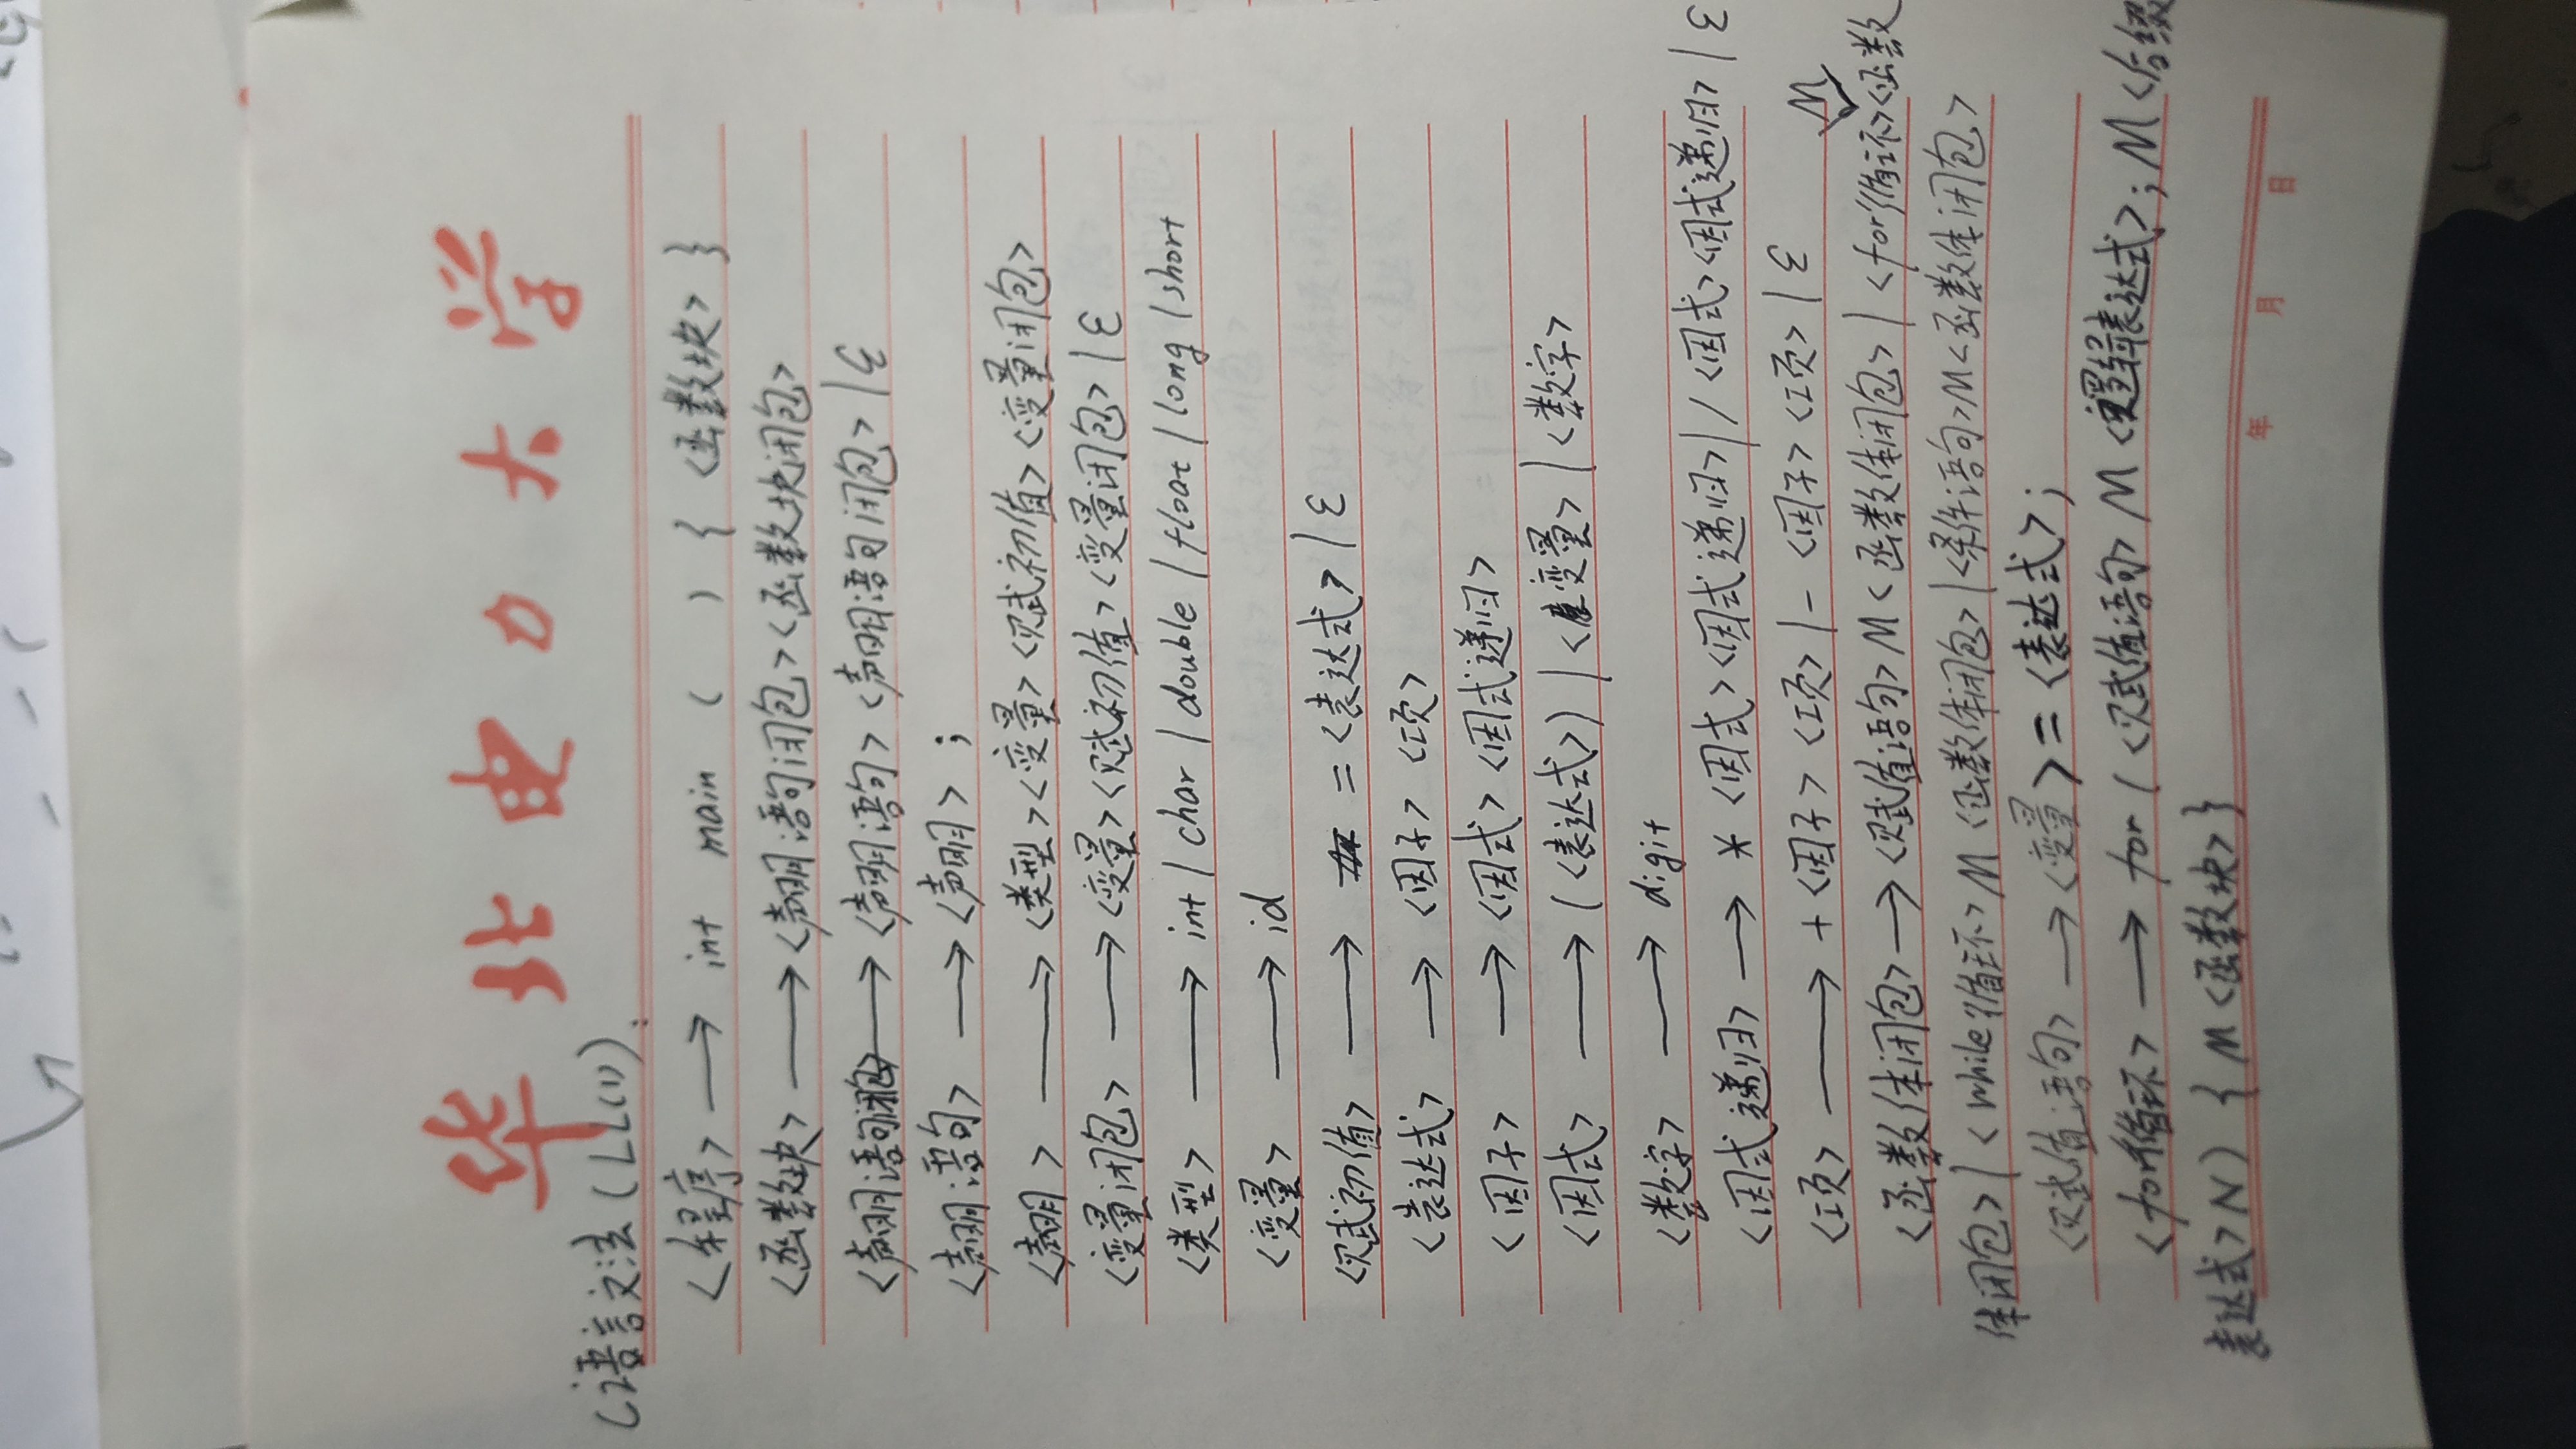 华北电力大学
C语言文法(LL(1)):
<程序> → int main ( ) { <函数块> }
<函数块> → <声明语句闭包><函数块闭包>
<声明语句闭包> → <声明语句><声明语句闭包> | ε
<声明语句> → <声明> ;
<声明> → <类型><变量><赋初值><变量闭包>
<变量闭包> → <变量><赋初值><变量闭包> | ε
<类型> → int | char | double | float | long | short
<变量> → id
<赋初值> → = <表达式> | ε
<表达式> → <因子> <项>
<因子> → <因式> <因式递归>
<因式> → (<表达式>) | <变量> | <数字>
<数字> → digit
<因式递归> → * <因式><因式递归> | / <因式><因式递归> | ε
<项> → + <因子> <项> | - <因子> <项> | ε
M
<函数体闭包> → <赋值语句> M <函数体闭包> | <for循环><函数
体闭包> | <while循环> M <函数体闭包> | <条件语句> M <函数体闭包>
<赋值语句> → <变量> = <表达式>;
<for循环> → for ( <赋值语句> M <逻辑表达式>; M <后缀
表达式> N ) { M <函数块> }
年 月 日